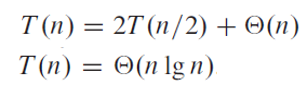 T(n) = 2T(n/2) + Θ(n)
T(n) = Θ(n lg n)